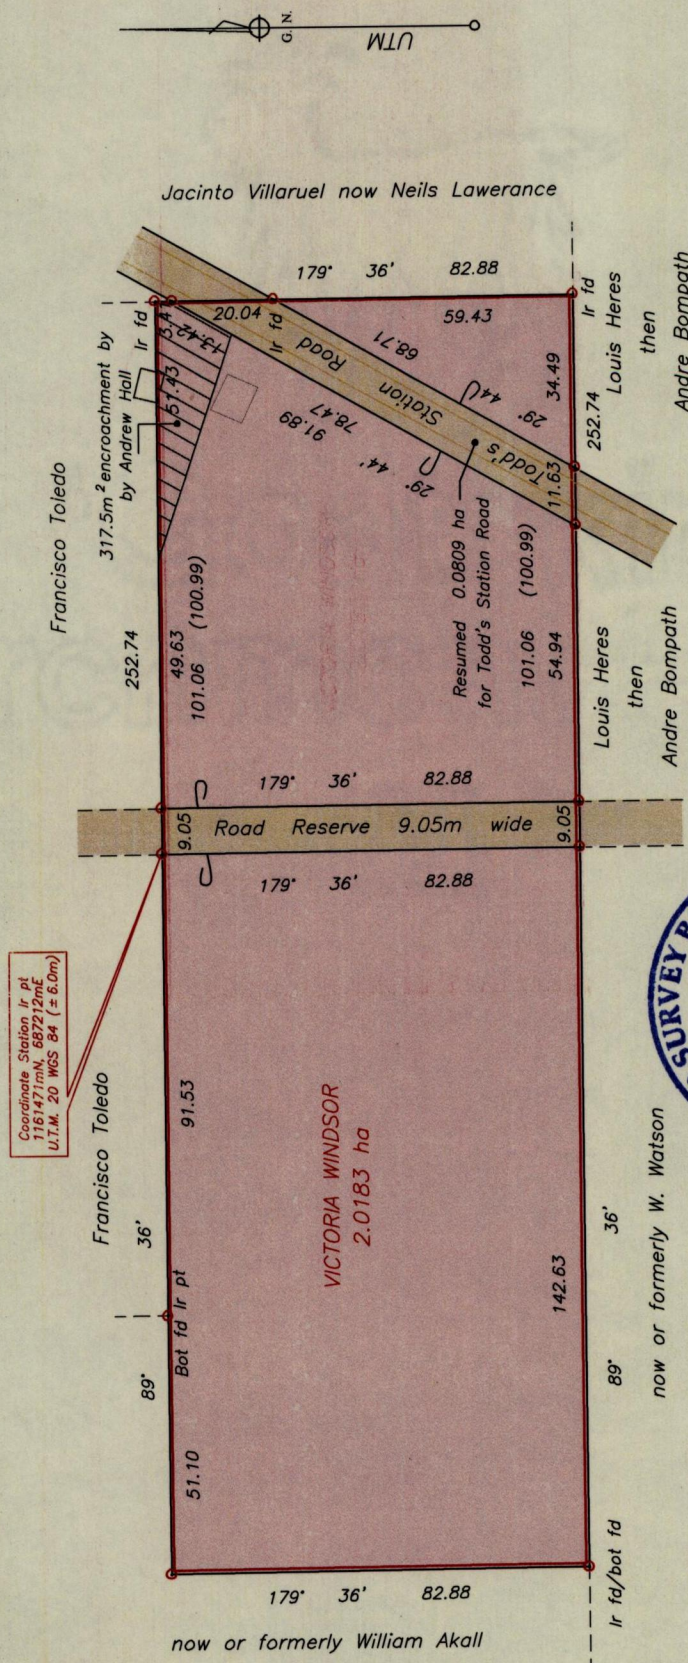 G. N.
UTM
Jacinto Villaruel now Neils Lawerance
179° 36' 82.88
20.04
59.43
Ir fd
Ir fd
Ir fd
13.42
51.43
317.5m² encroachment by
by Andrew Hall
Francisco Toledo
252.74
49.63
101.06 (100.99)
68.71
29° 44'
Todd's Station Road
91.89
78.47
29° 44'
34.49
11.63
252.74
Louis Heres
then
Andre Bompath
Resumed 0.0809 ha
for Todd's Station Road
101.06 (100.99)
54.94
Louis Heres
then
Andre Bompath
179° 36' 82.88
9.05
Road Reserve 9.05m wide
9.05
179° 36' 82.88
Coordinate Station Ir pt
1161471mN, 687212mE
U.T.M. 20 WGS 84 (± 6.0m)
Francisco Toledo
89° 36'
91.53
Bot fd Ir pt
51.10
VICTORIA WINDSOR
2.0183 ha
142.63
SURVEY
89° 36'
now or formerly W. Watson
Ir fd/bot fd
179° 36' 82.88
now or formerly William Akall